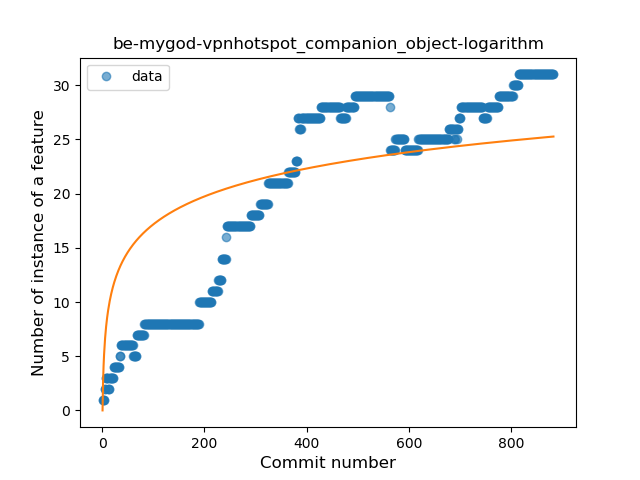 be-mygod-vpnhotspot_companion_object-logarithm
data
Number of instance of a feature
30
25
20
15
10
5
0
0 200 400 600 800
Commit number